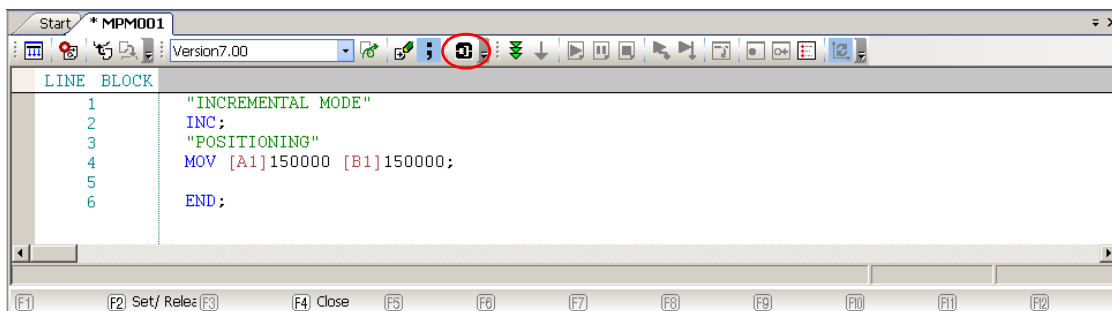 Start * MPM001
Version7.00
LINE BLOCK
1 "INCREMENTAL MODE"
2 INC;
3 "POSITIONING"
4 MOV [A1]150000 [B1]150000;
5
6 END;
F1 F2 Set/ Relea F3 F4 Close F5 F6 F7 F8 F9 F10 F11 F12